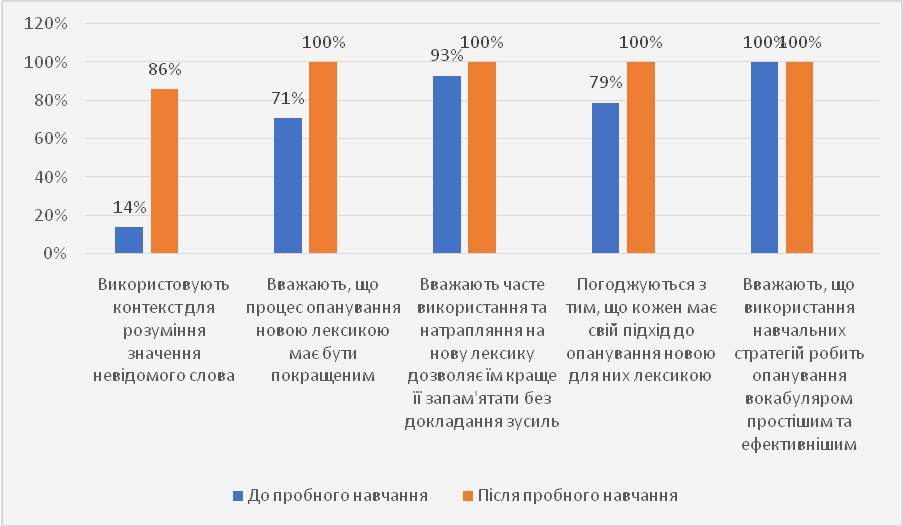 120%
100%
80%
60%
40%
20%
0%
14%
86%
71%
100%
93%
100%
79%
100%
100%
100%
Використовують
контекст для
розуміння
значення
невідомого слова
Вважають, що
процес опанування
новою лексикою
має бути
покращеним
Вважають часте
використання та
натрапляння на
нову лексику
дозволяє їм краще
її запам'ятати без
докладання зусиль
Погоджуються з
тим, що кожен має
свій підхід до
опанування новою
для них лексикою
Вважають, що
використання
навчальних
стратегій робить
опанування
вокабуляром
простішим та
ефективнішим
До пробного навчання
Після пробного навчання